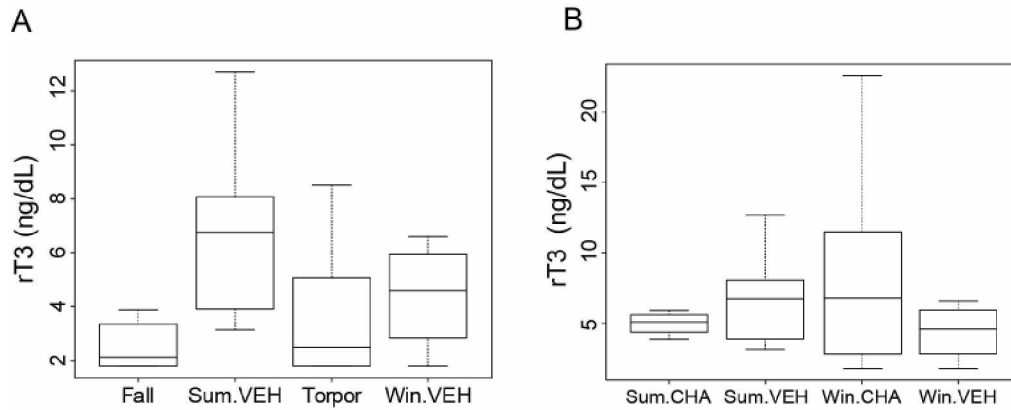 A
rT3 (ng/dL)
12
10
8
6
4
2
Fall Sum.VEH Torpor Win.VEH
B
rT3 (ng/dL)
20
15
10
5
Sum.CHA Sum.VEH Win.CHA Win.VEH